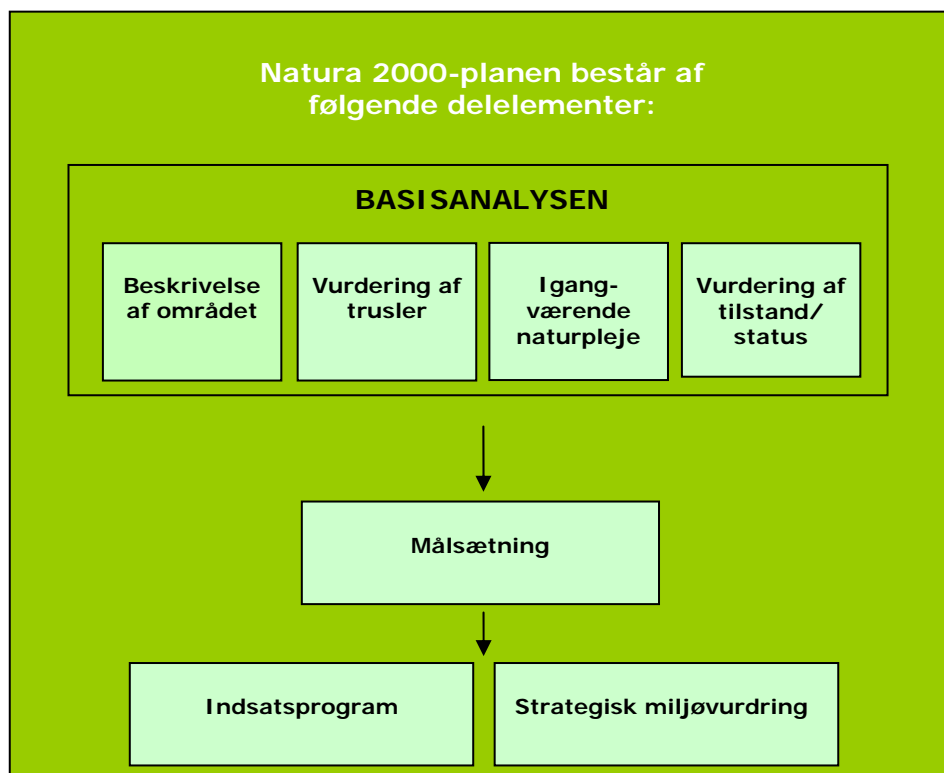 Natura 2000-planen består af
følgende delelementer:
BASISANALYSEN
Beskrivelse
af området
Vurdering af
trusler
Igang-
værende
naturpleje
Vurdering af
tilstand/
status
Målsætning
Indsatsprogram
Strategisk miljøvurdring